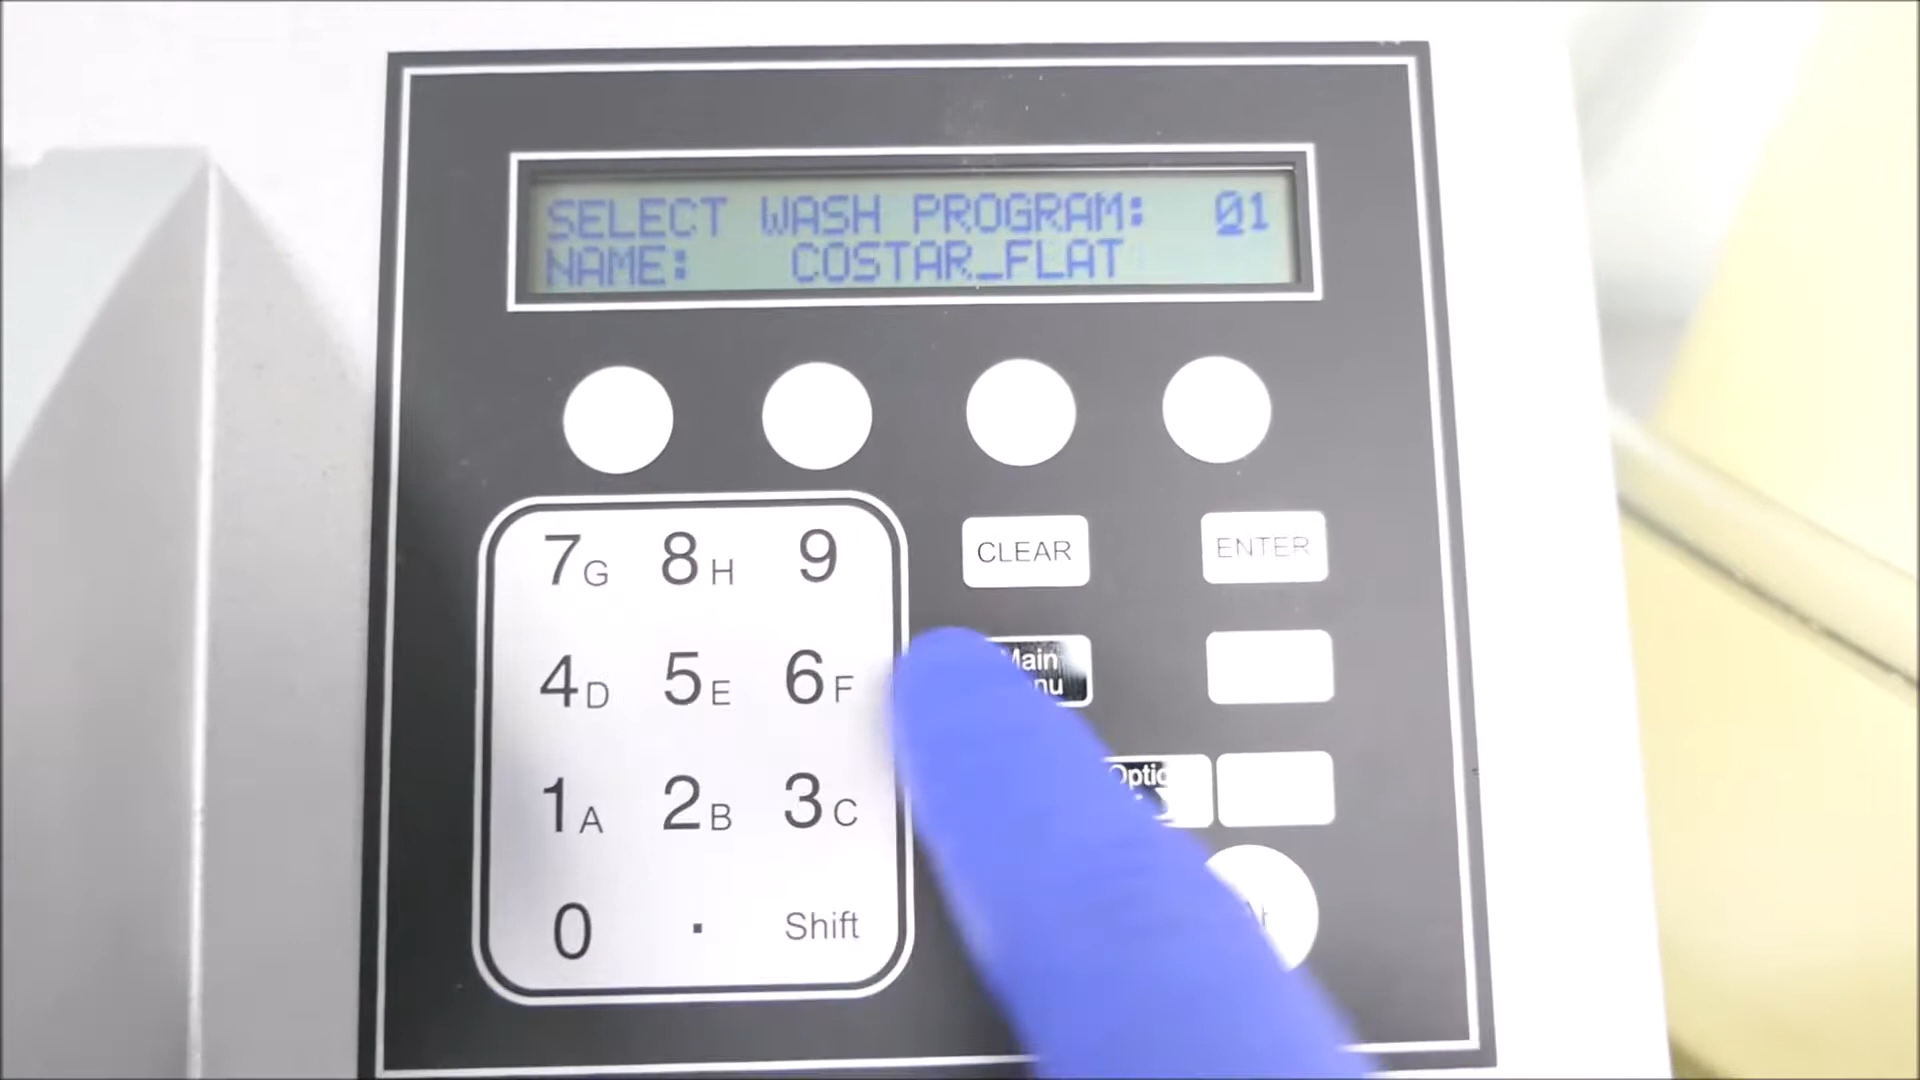 SELECT WASH PROGRAM: 01
NAME: COSTAR_FLAT
7G 8H 9
CLEAR ENTER
4D 5E 6F
1A 2B 3C
0 . Shift